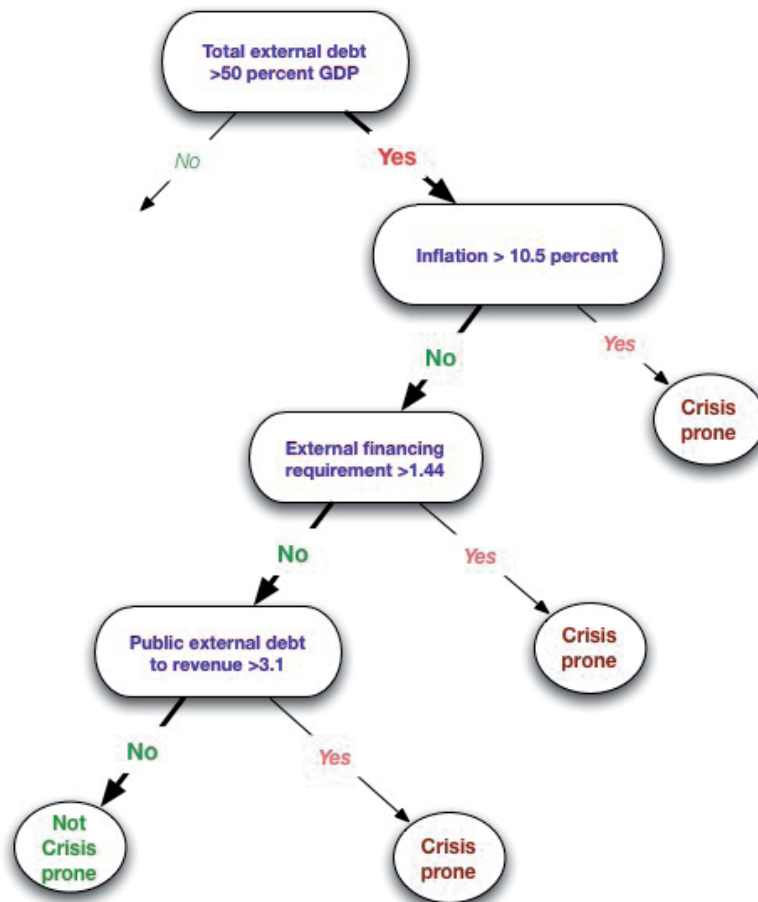 Total external debt
>50 percent GDP
No
Yes
Inflation > 10.5 percent
No
Yes
Crisis
prone
External financing
requirement >1.44
No
Yes
Crisis
prone
Public external debt
to revenue >3.1
No
Yes
Not
Crisis
prone
Crisis
prone